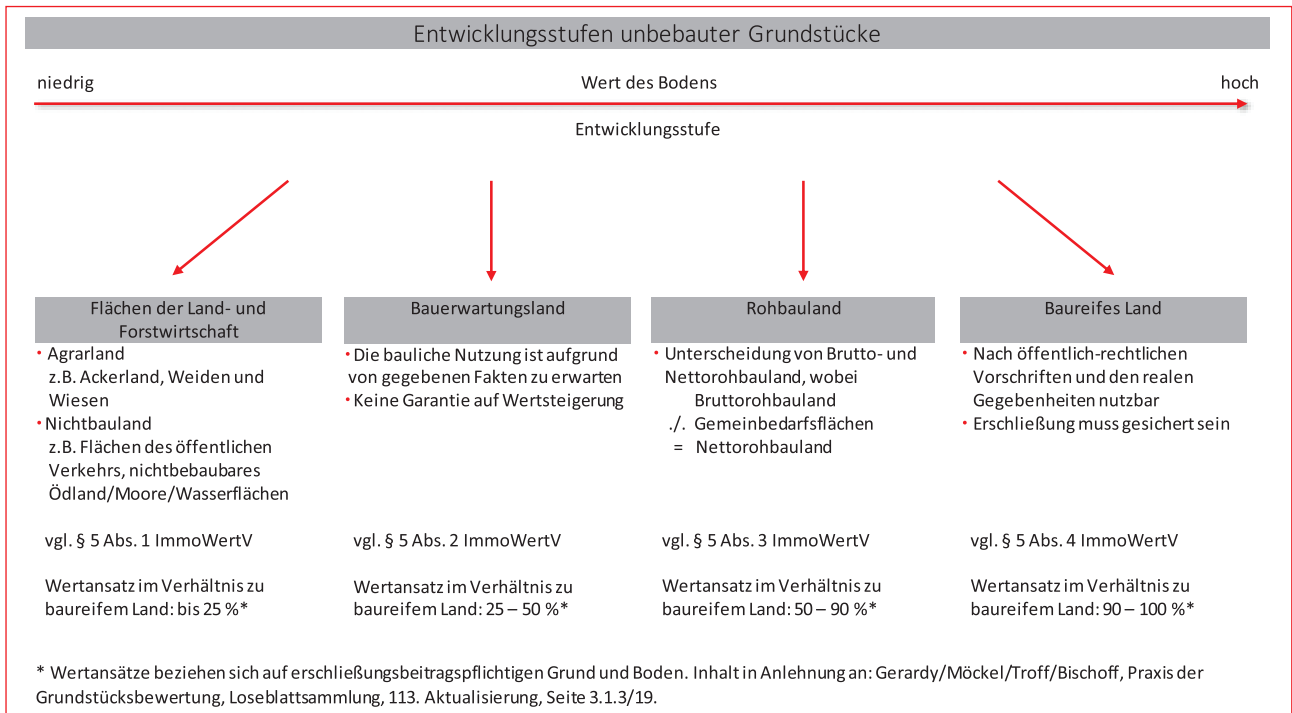 Entwicklungsstufen unbebauter Grundstücke
niedrig Wert des Bodens hoch
Entwicklungsstufe
Flächen der Land- und
Forstwirtschaft
• Agrarland
z.B. Ackerland, Weiden und
Wiesen
• Nichtbauland
z.B. Flächen des öffentlichen
Verkehrs, nichtbebaubares
Ödland/Moore/Wasserflächen
vgl. § 5 Abs. 1 ImmoWertV
Wertansatz im Verhältnis zu
baureifem Land: bis 25 %*
Bauerwartungsland
• Die bauliche Nutzung ist aufgrund
von gegebenen Fakten zu erwarten
• Keine Garantie auf Wertsteigerung
vgl. § 5 Abs. 2 ImmoWertV
Wertansatz im Verhältnis zu
baureifem Land: 25 – 50 %*
Rohbauland
• Unterscheidung von Brutto- und
Nettorohbauland, wobei
Bruttorohbauland
./. Gemeinbedarfsflächen
= Nettorohbauland
vgl. § 5 Abs. 3 ImmoWertV
Wertansatz im Verhältnis zu
baureifem Land: 50 – 90 %*
Baureifes Land
• Nach öffentlich-rechtlichen
Vorschriften und den realen
Gegebenheiten nutzbar
• Erschließung muss gesichert sein
vgl. § 5 Abs. 4 ImmoWertV
Wertansatz im Verhältnis zu
baureifem Land: 90 – 100 %*
* Wertansätze beziehen sich auf erschließungsbeitragspflichtigen Grund und Boden. Inhalt in Anlehnung an: Gerardy/Möckel/Troff/Bischoff, Praxis der
Grundstücksbewertung, Loseblattsammlung, 113. Aktualisierung, Seite 3.1.3/19.